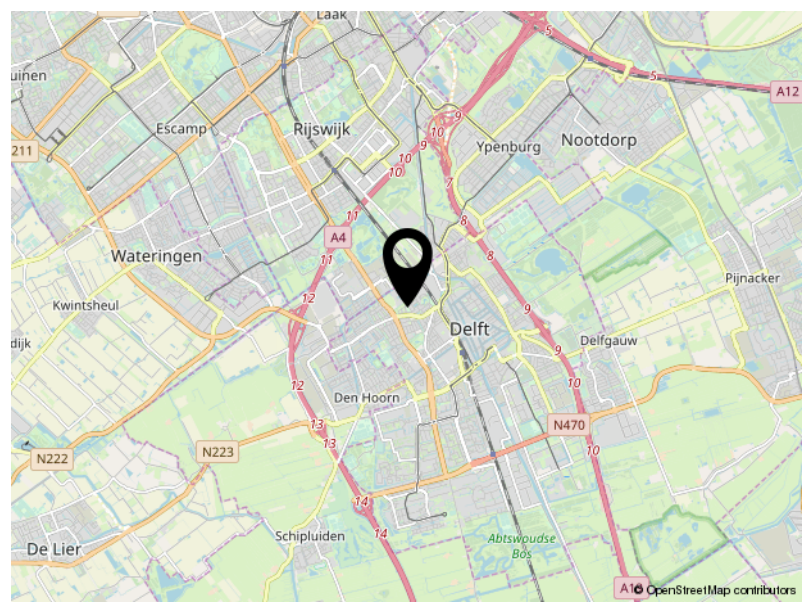 Laak
5
5
A12
uinen
Escamp
Rijswijk
9
10
9
10
10
Ypenburg
Nootdorp
211
7
11
8
A4
Wateringen
11
8
Pijnacker
12
Kwintsheul
9
Delft
dijk
9
Delfgauw
12
10
Den Hoorn
13
13
N470
N222
N223
10
14
14
Schipluiden
Abtswoudse
Bos
De Lier
© OpenStreetMap contributors